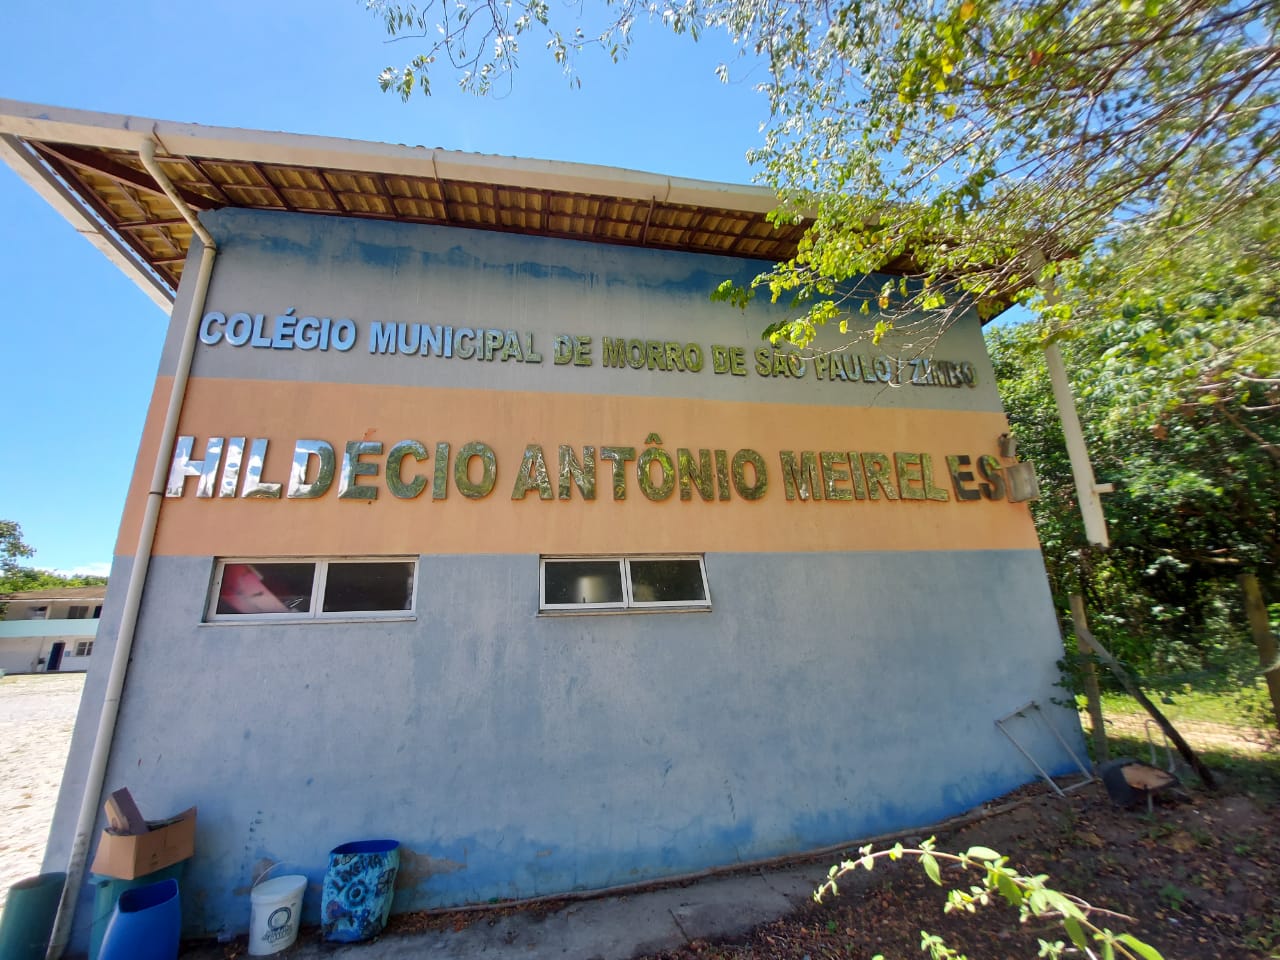 COLÉGIO MUNICIPAL DE MORRO DE SÃO PAULO / ZIMBO
HILDÉCIO ANTÔNIO MEIRELES